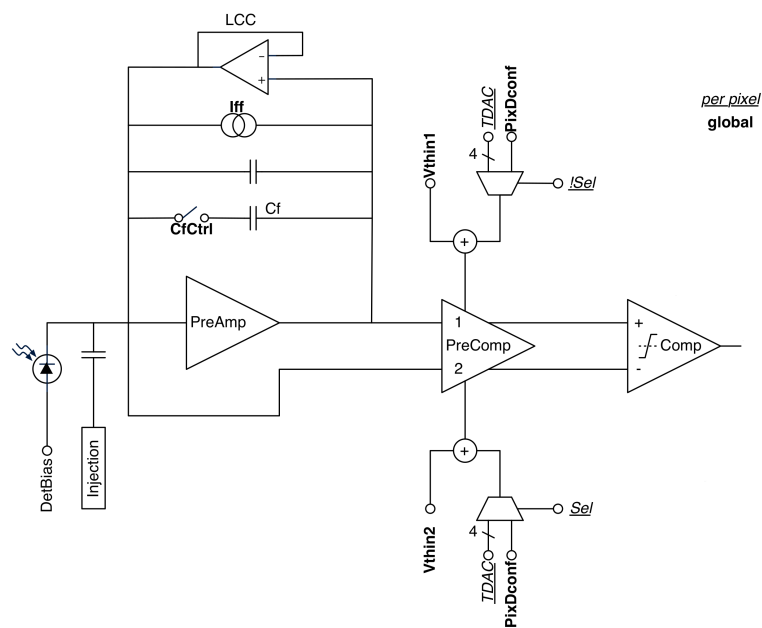 LCC
-
+
Iff
Cf
CfCtrl
TDAC
PixDconf
4
Vthin1
!Sel
per pixel
global
+
PreAmp
1
PreComp
2
+
Comp
-
DetBias
Injection
+
Vthin2
4
Sel
TDAC
PixDconf